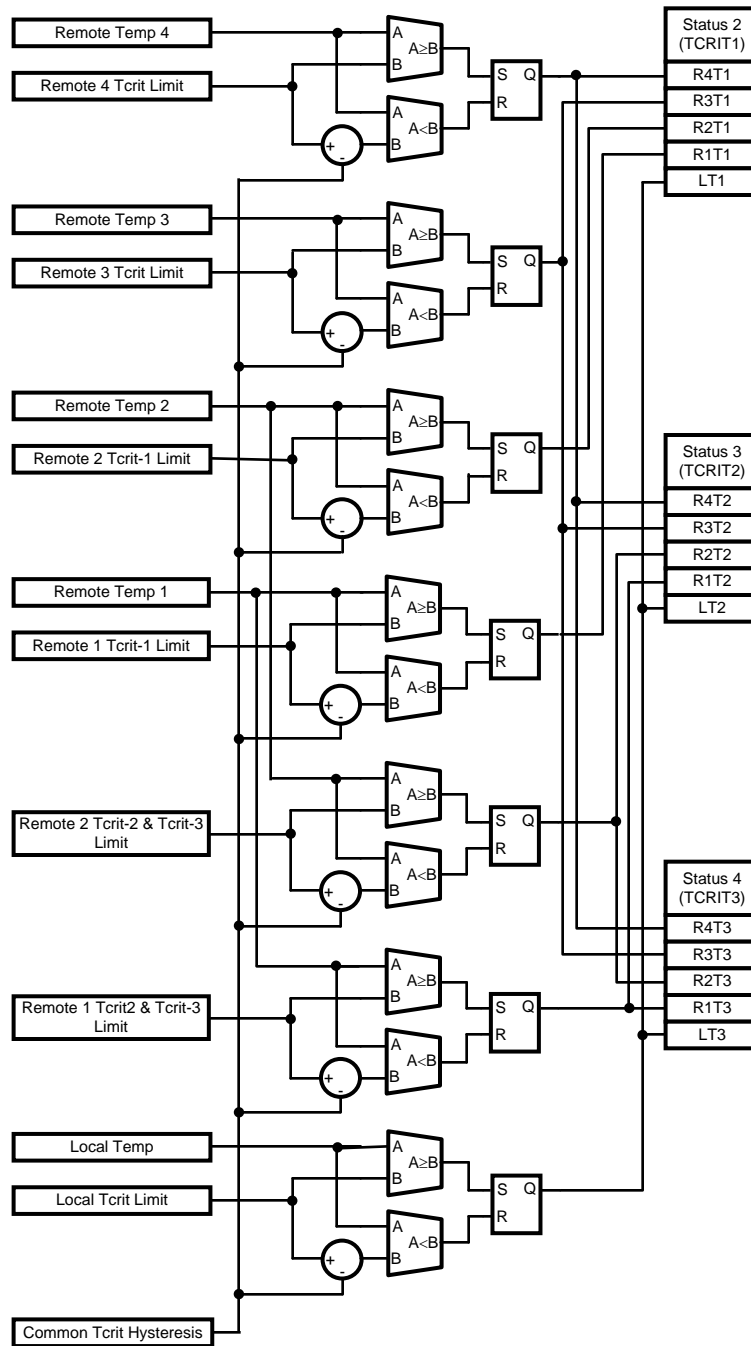 Remote Temp 4
Remote 4 Tcrit Limit
A
B
A≥B
A
B
A<B
+
-
S Q
R
Status 2
(TCRIT1)
R4T1
R3T1
R2T1
R1T1
LT1
Remote Temp 3
Remote 3 Tcrit Limit
A
B
A≥B
A
B
A<B
+
-
S Q
R
Remote Temp 2
Remote 2 Tcrit-1 Limit
A
B
A≥B
A
B
A<B
+
-
S Q
R
Status 3
(TCRIT2)
R4T2
R3T2
R2T2
R1T2
LT2
Remote Temp 1
Remote 1 Tcrit-1 Limit
A
B
A≥B
A
B
A<B
+
-
S Q
R
Remote 2 Tcrit-2 & Tcrit-3
Limit
A
B
A≥B
A
B
A<B
+
-
S Q
R
Status 4
(TCRIT3)
R4T3
R3T3
R2T3
R1T3
LT3
Remote 1 Tcrit2 & Tcrit-3
Limit
A
B
A≥B
A
B
A<B
+
-
S Q
R
Local Temp
Local Tcrit Limit
A
B
A≥B
A
B
A<B
+
-
S Q
R
Common Tcrit Hysteresis